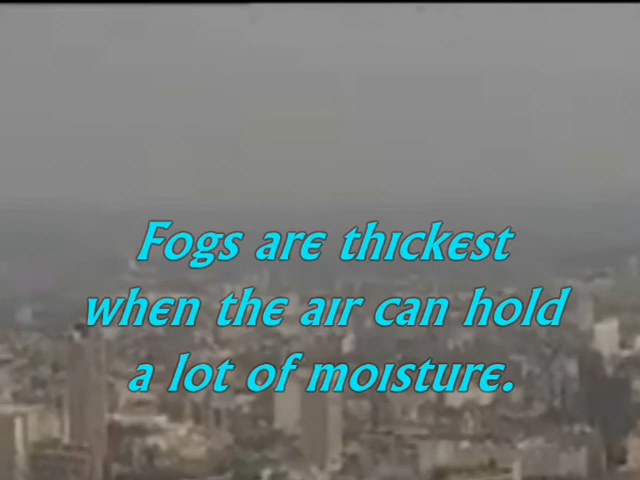 Fogs are thickest
when the air can hold
a lot of moisture.